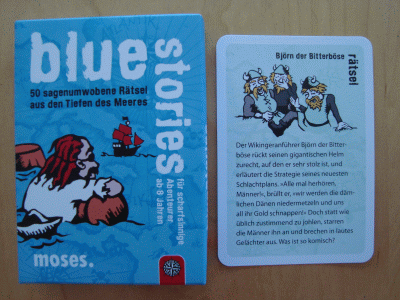 blue
stories
50 sagenumwobene Rätsel
aus den Tiefen des Meeres
für scharfsinnige
Abenteurer
ab 8 Jahren
moses.
Björn der Bitterböse
rätsel
Der Wikingeranführer Björn der Bitter-
böse rückt seinen gigantischen Helm
zurecht, auf den er sehr stolz ist, und
erläutert die Strategie seines neuesten
Schlachtplans. »Alle mal herhören,
Männer!«, brüllt er, »wir werden die däm-
lichen Dänen niedermetzeln und uns
all ihr Gold schnappen!« Doch statt wie
üblich zustimmend zu johlen, starren
die Männer ihn an und brechen in lautes
Gelächter aus. Was ist so komisch?